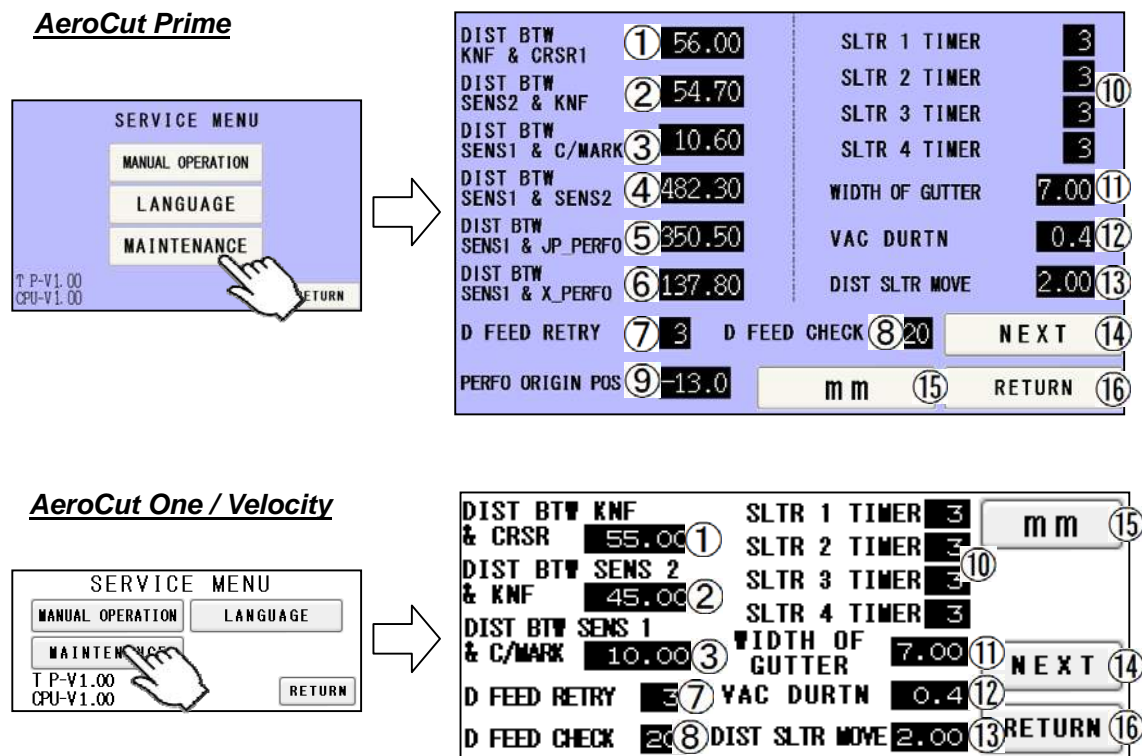 AeroCut Prime
SERVICE MENU
MANUAL OPERATION
LANGUAGE
MAINTENANCE
T P-V1.00
CPU-V1.00
ETURN
DIST BTW
KNF & CRSR1 ① 56.00
DIST BTW
SENS2 & KNF ② 54.70
DIST BTW
SENS1 & C/MARK ③ 10.60
DIST BTW
SENS1 & SENS2 ④ 482.30
DIST BTW
SENS1 & JP_PERFO ⑤ 350.50
DIST BTW
SENS1 & X_PERFO ⑥ 137.80
SLTR 1 TIMER 3
SLTR 2 TIMER 3
⑩
SLTR 3 TIMER 3
SLTR 4 TIMER 3
WIDTH OF GUTTER 7.00 ⑪
VAC DURTN 0.4 ⑫
DIST SLTR MOVE 2.00 ⑬
D FEED RETRY ⑦ 3 D FEED CHECK ⑧ 20 NEXT ⑭
PERFO ORIGIN POS ⑨ -13.0 mm ⑮ RETURN ⑯
AeroCut One / Velocity
SERVICE MENU
MANUAL OPERATION LANGUAGE
T P-V1.00
CPU-V1.00
RETURN
DIST BTW KNF
& CRSR 55.00 ①
DIST BTW SENS 2
& KNF 45.00 ②
DIST BTW SENS 1
& C/MARK 10.00 ③
D FEED RETRY 3 ⑦
D FEED CHECK 20 ⑧
SLTR 1 TIMER 3
SLTR 2 TIMER 3
⑩
SLTR 3 TIMER 3
SLTR 4 TIMER 3
WIDTH OF
GUTTER 7.00 ⑪
VAC DURTN 0.4 ⑫
DIST SLTR MOVE 2.00 ⑬
mm ⑮
NEXT ⑭
RETURN ⑯